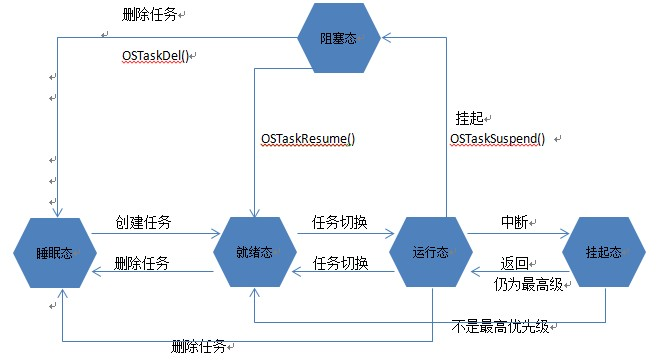 删除任务
阻塞态
OSTaskDel()
挂起
OSTaskResume()
OSTaskSuspend()
创建任务
任务切换
中断
睡眠态
就绪态
运行态
挂起态
删除任务
任务切换
返回
仍为最高级
不是最高优先级
删除任务